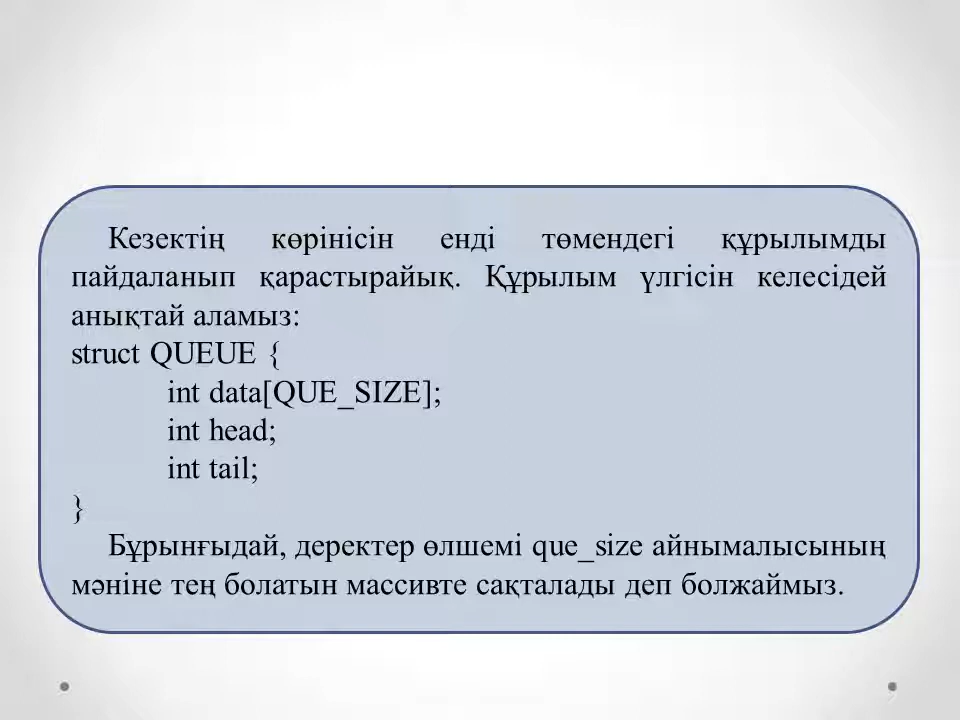 Кезектің көрінісін енді төмендегі құрылымды
пайдаланып қарастырайық. Құрылым үлгісін келесідей
анықтай аламыз:
struct QUEUE {
int data[QUE_SIZE];
int head;
int tail;
}
Бұрынғыдай, деректер өлшемі que_size айнымалысының
мәніне тең болатын массивте сақталады деп болжаймыз.